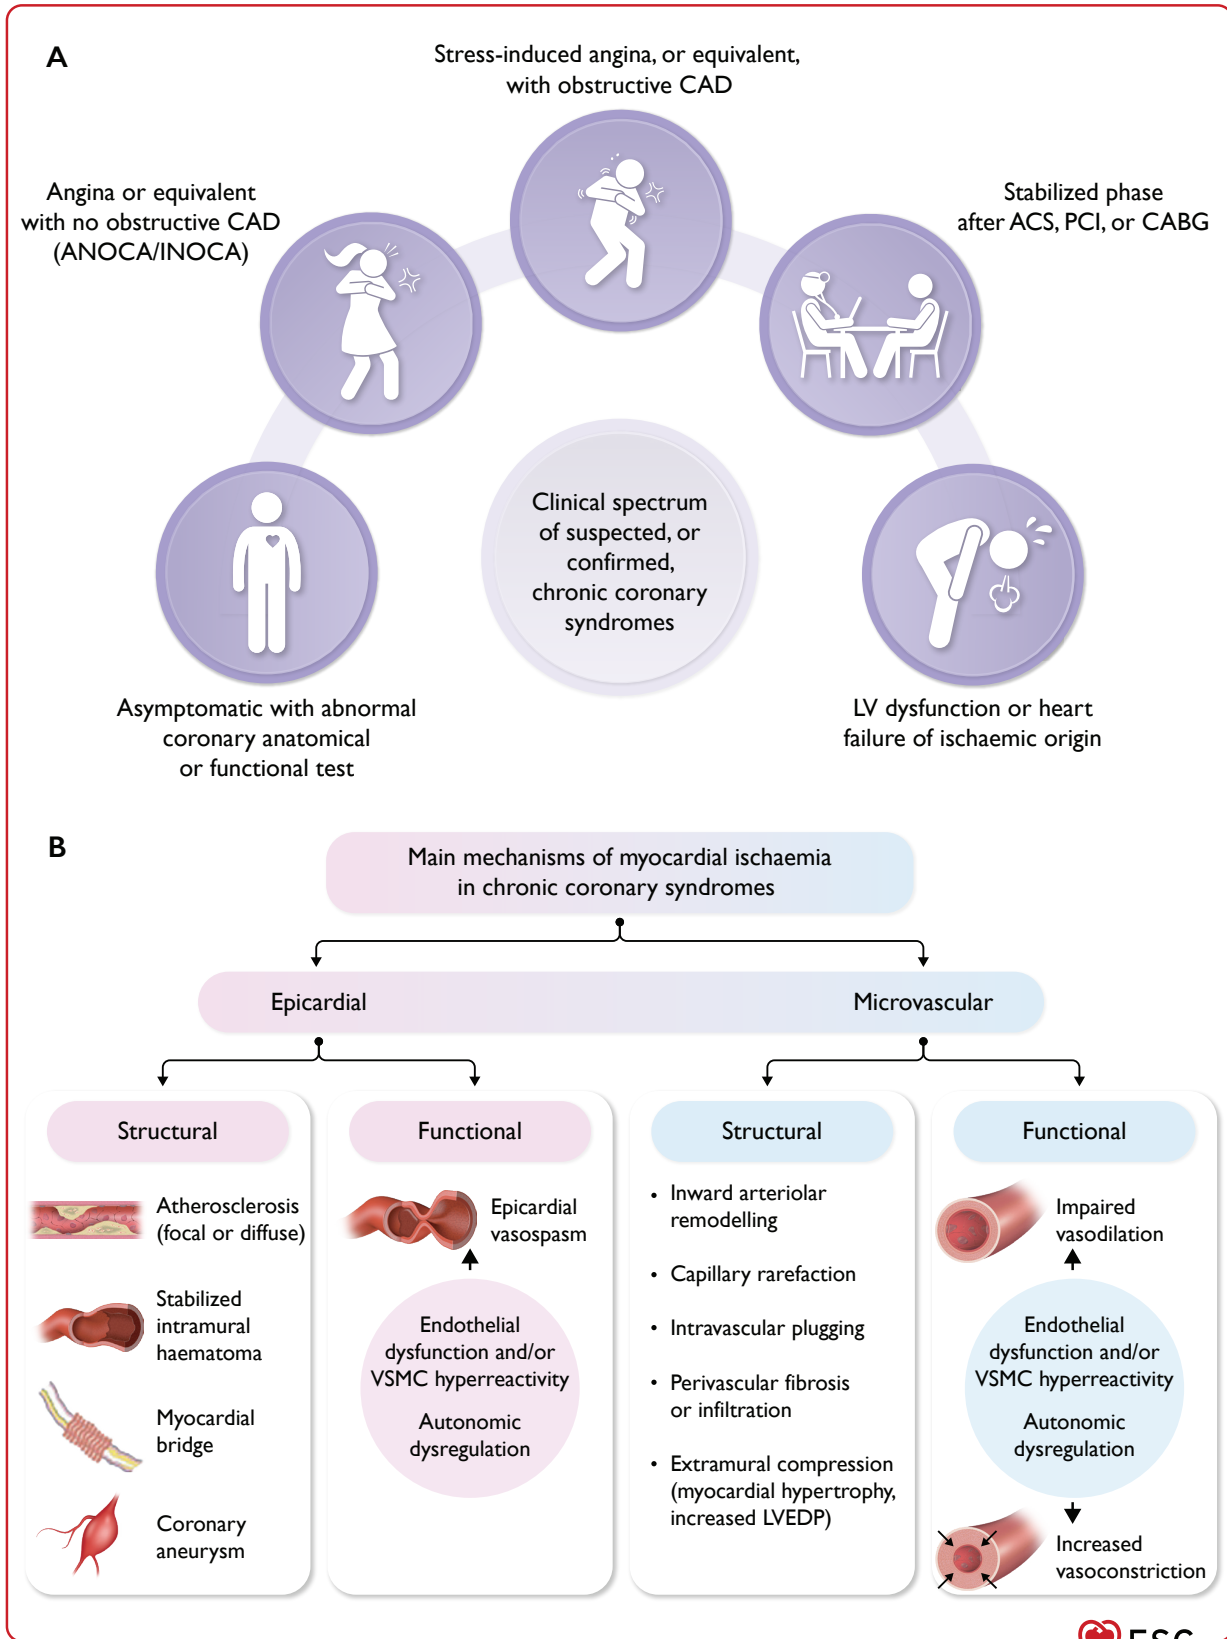 A
Stress-induced angina, or equivalent,
with obstructive CAD
Angina or equivalent
with no obstructive CAD
(ANOCA/INOCA)
Stabilized phase
after ACS, PCI, or CABG
Clinical spectrum
of suspected, or
confirmed,
chronic coronary
syndromes
Asymptomatic with abnormal
coronary anatomical
or functional test
LV dysfunction or heart
failure of ischaemic origin
B
Main mechanisms of myocardial ischaemia
in chronic coronary syndromes
Epicardial
Microvascular
Structural
Atherosclerosis
(focal or diffuse)
Stabilized
intramural
haematoma
Myocardial
bridge
Coronary
aneurysm
Functional
Epicardial
vasospasm
Endothelial
dysfunction and/or
VSMC hyperreactivity
Autonomic
dysregulation
Structural
• Inward arteriolar
remodelling
• Capillary rarefaction
• Intravascular plugging
• Perivascular fibrosis
or infiltration
• Extramural compression
(myocardial hypertrophy,
increased LVEDP)
Functional
Impaired
vasodilation
Endothelial
dysfunction and/or
VSMC hyperreactivity
Autonomic
dysregulation
Increased
vasoconstriction
ESC